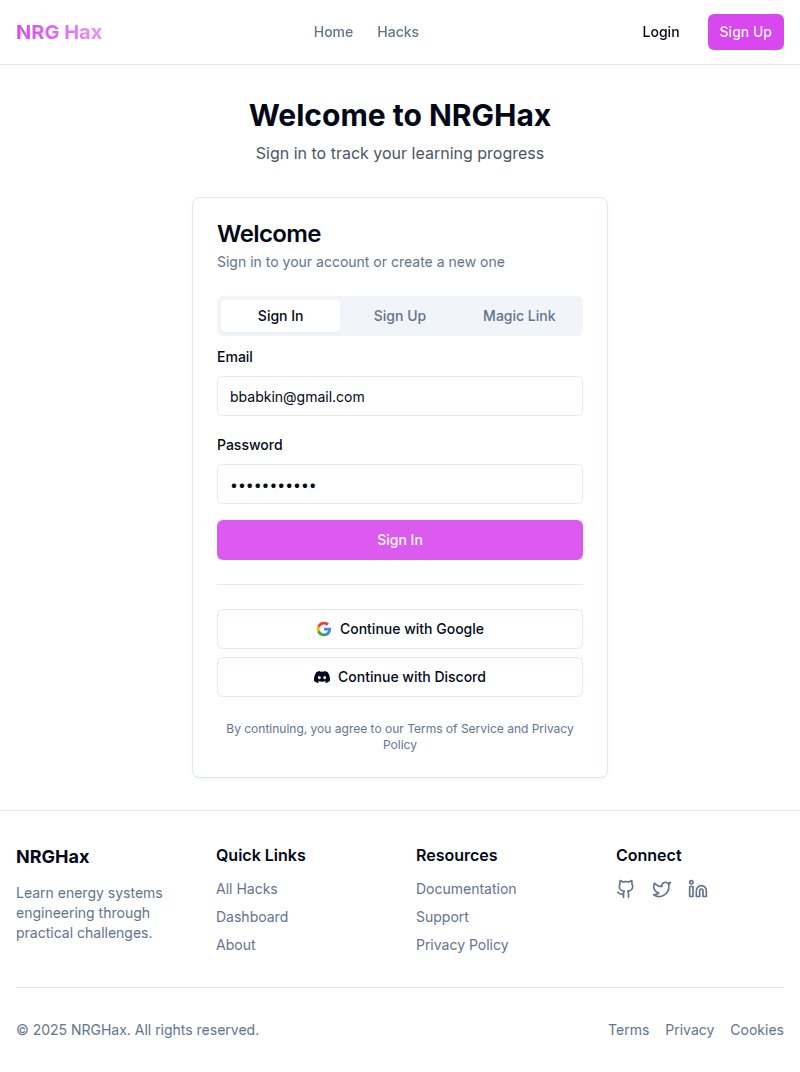 NRG Hax
Home
Hacks
Login
Sign Up
Welcome to NRGHax
Sign in to track your learning progress
Welcome
Sign in to your account or create a new one
Sign In
Sign Up
Magic Link
Email
bbabkin@gmail.com
Password
•••••••••••
Sign In
Continue with Google
Continue with Discord
By continuing, you agree to our Terms of Service and Privacy
Policy
NRGHax
Learn energy systems
engineering through
practical challenges.
Quick Links
All Hacks
Dashboard
About
Resources
Documentation
Support
Privacy Policy
Connect
© 2025 NRGHax. All rights reserved.
Terms
Privacy
Cookies